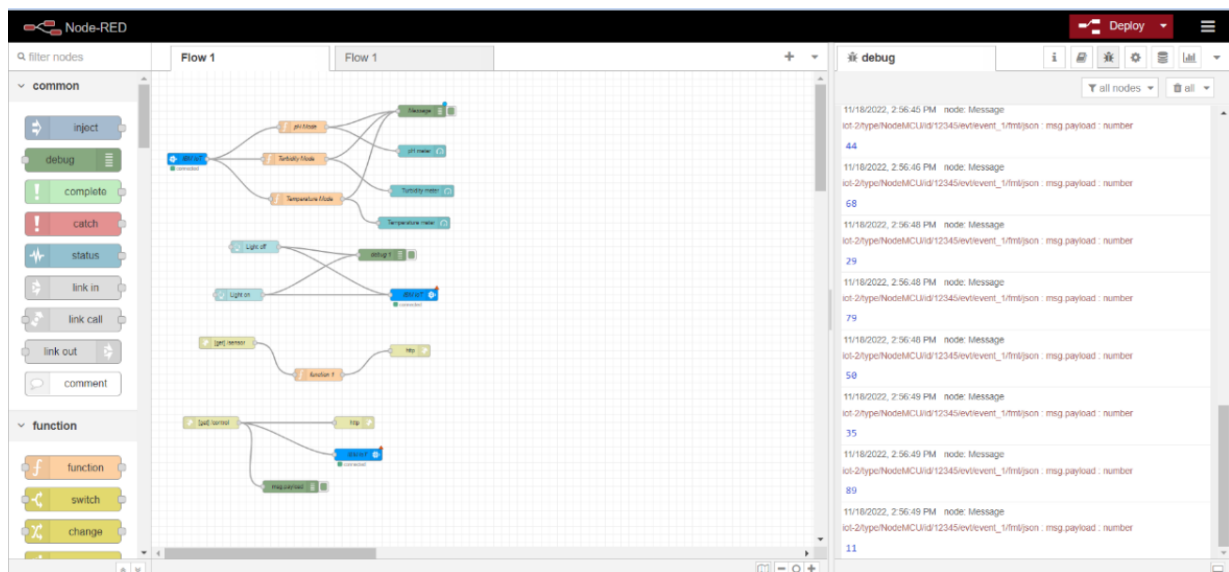 Node-RED
Deploy
filter nodes
Flow 1
Flow 1
debug
i
all nodes
all
common
inject
debug
complete
catch
status
link in
link call
link out
comment
function
function
switch
change
Message
pH Mode
pH meter
IBM IoT
connected
Turbidity Mode
Turbidity meter
Temperature Mode
Temperature meter
Light off
debug 1
Light on
IBM IoT
connected
[get] /sensor
http
function 1
[get] /control
http
IBM IoT
connected
msg.payload
11/18/2022, 2:56:45 PM node: Message
iot-2/type/NodeMCU/id/12345/evt/event_1/fmt/json : msg.payload : number
44
11/18/2022, 2:56:46 PM node: Message
iot-2/type/NodeMCU/id/12345/evt/event_1/fmt/json : msg.payload : number
68
11/18/2022, 2:56:48 PM node: Message
iot-2/type/NodeMCU/id/12345/evt/event_1/fmt/json : msg.payload : number
29
11/18/2022, 2:56:48 PM node: Message
iot-2/type/NodeMCU/id/12345/evt/event_1/fmt/json : msg.payload : number
79
11/18/2022, 2:56:48 PM node: Message
iot-2/type/NodeMCU/id/12345/evt/event_1/fmt/json : msg.payload : number
50
11/18/2022, 2:56:49 PM node: Message
iot-2/type/NodeMCU/id/12345/evt/event_1/fmt/json : msg.payload : number
35
11/18/2022, 2:56:49 PM node: Message
iot-2/type/NodeMCU/id/12345/evt/event_1/fmt/json : msg.payload : number
89
11/18/2022, 2:56:49 PM node: Message
iot-2/type/NodeMCU/id/12345/evt/event_1/fmt/json : msg.payload : number
11